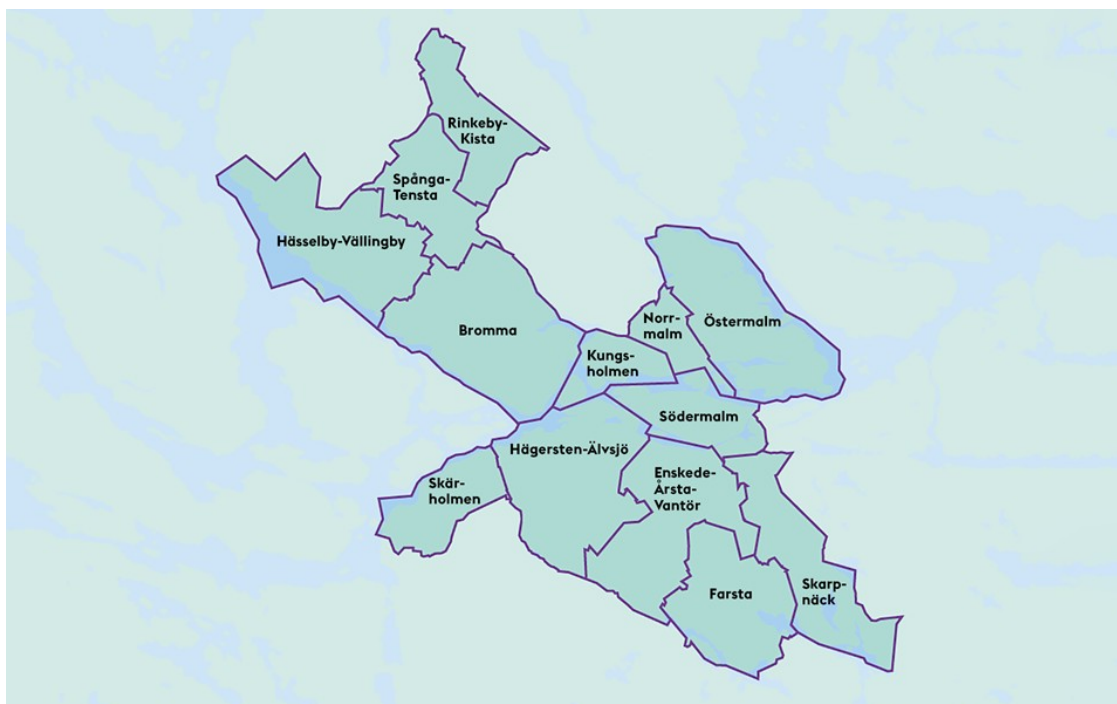 Rinkeby-
Kista
Spånga-
Tensta
Hässelby-Vällingby
Bromma
Norr-
malm
Östermalm
Kungs-
holmen
Södermalm
Hägersten-Älvsjö
Skär-
holmen
Enskede-
Årsta-
Vantör
Farsta
Skarp-
näck